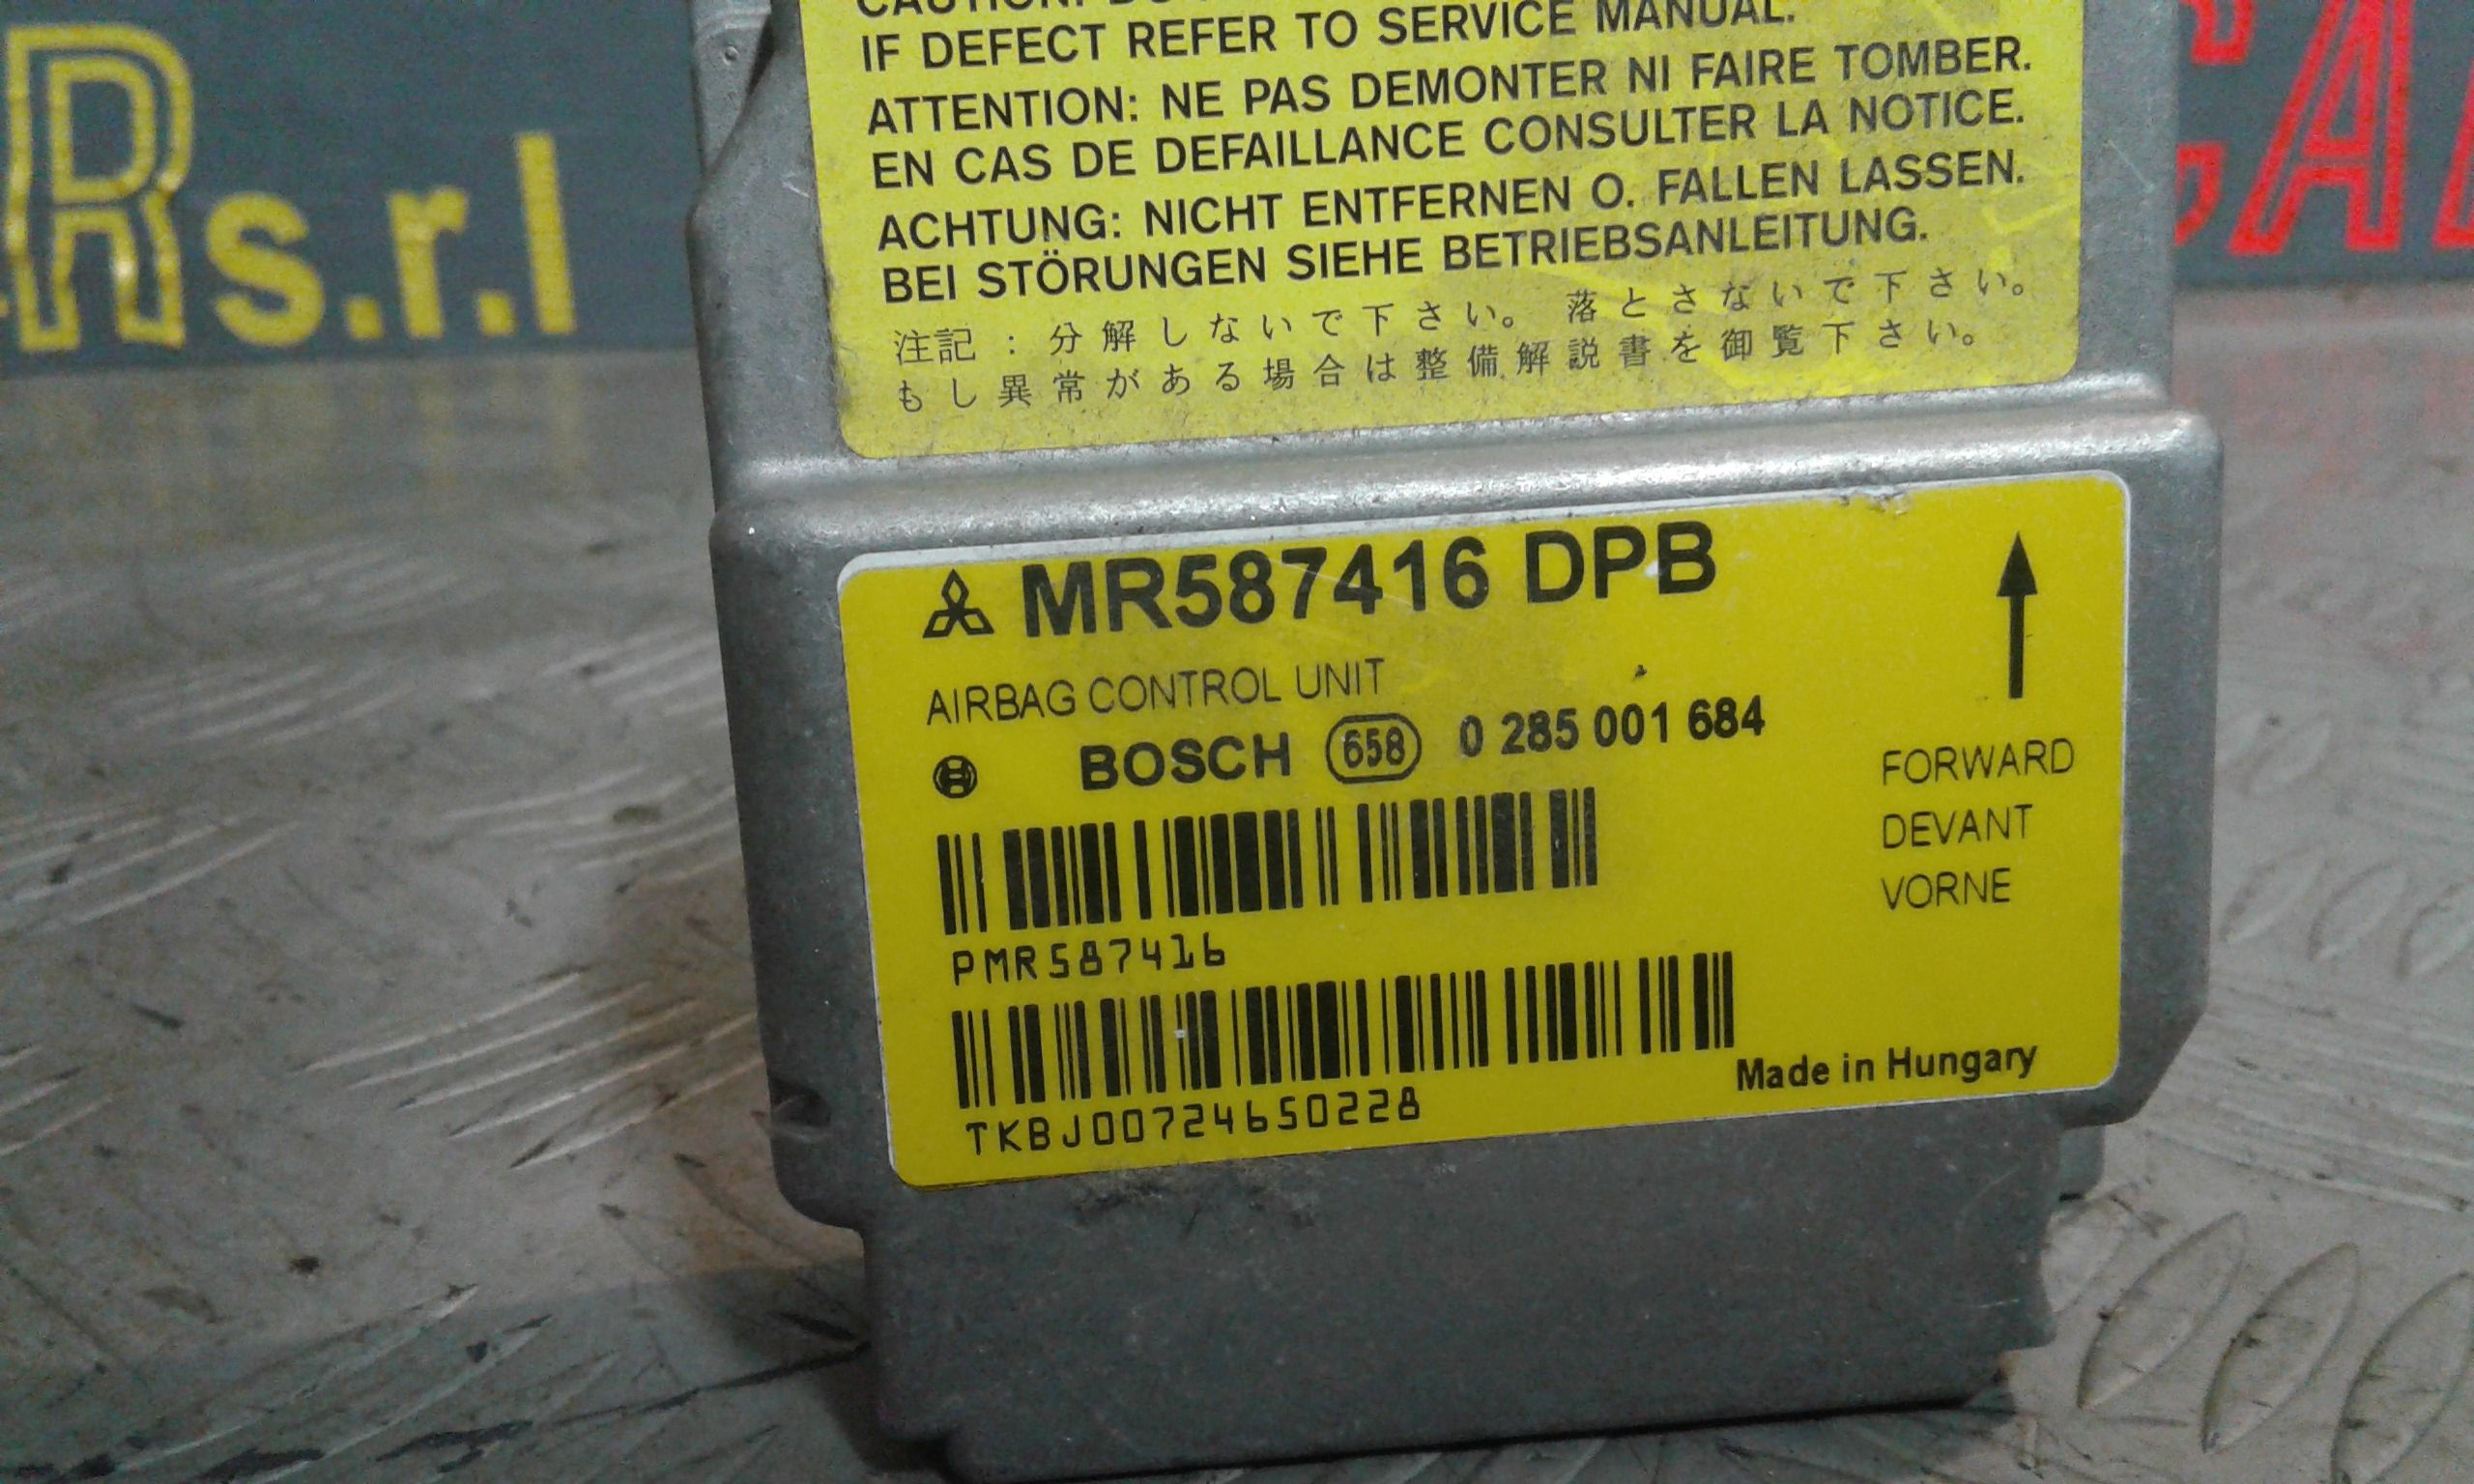 CAUTION: DO
IF DEFECT REFER TO SERVICE MANUAL.
ATTENTION: NE PAS DEMONTER NI FAIRE TOMBER.
EN CAS DE DEFAILLANCE CONSULTER LA NOTICE.
ACHTUNG: NICHT ENTFERNEN O. FALLEN LASSEN.
BEI STÖRUNGEN SIEHE BETRIEBSANLEITUNG.
注記：分解しないで下さい。 落とさないで下さい。
もし異常がある場合は整備解説書を御覧下さい。
MR587416 DPB
AIRBAG CONTROL UNIT
BOSCH 658 0 285 001 684
FORWARD
DEVANT
VORNE
PMR587416
TKBJ00724650228
Made in Hungary
R s.r.l
CA